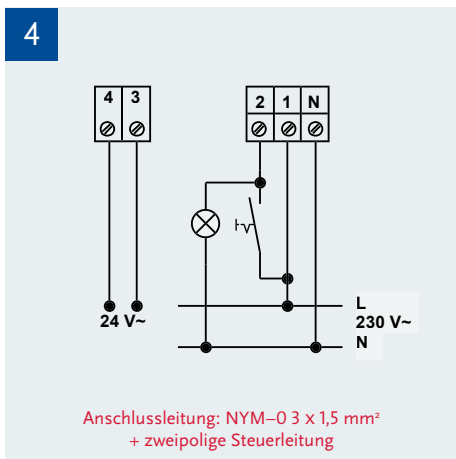 4
4 3
2 1 N
24 V~
L
230 V~
N
Anschlussleitung: NYM–0 3 x 1,5 mm²
+ zweipolige Steuerleitung